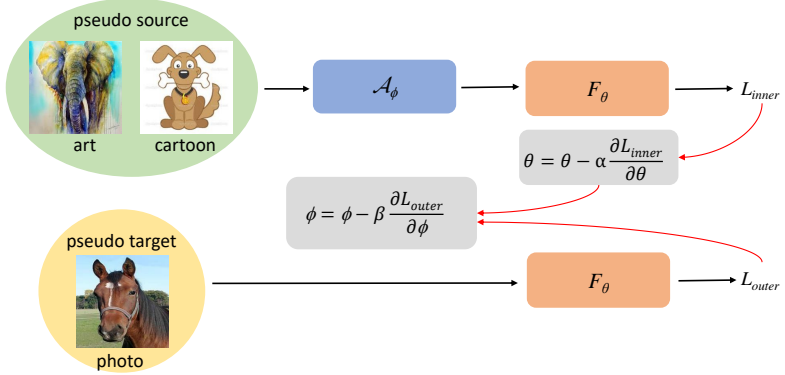 pseudo source
art
cartoon
𝒜_ϕ
F_θ
L_inner
θ = θ − α ∂L_inner/∂θ
ϕ = ϕ − β ∂L_outer/∂ϕ
pseudo target
photo
F_θ
L_outer